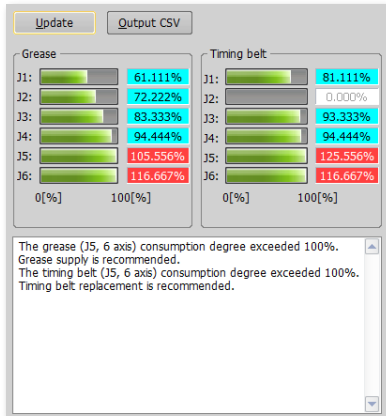 Update Output CSV
Grease
J1: 61.111%
J2: 72.222%
J3: 83.333%
J4: 94.444%
J5: 105.556%
J6: 116.667%
0[%] 100[%]
Timing belt
J1: 81.111%
J2: 0.000%
J3: 93.333%
J4: 94.444%
J5: 125.556%
J6: 116.667%
0[%] 100[%]
The grease (J5, 6 axis) consumption degree exceeded 100%.
Grease supply is recommended.
The timing belt (J5, 6 axis) consumption degree exceeded 100%.
Timing belt replacement is recommended.